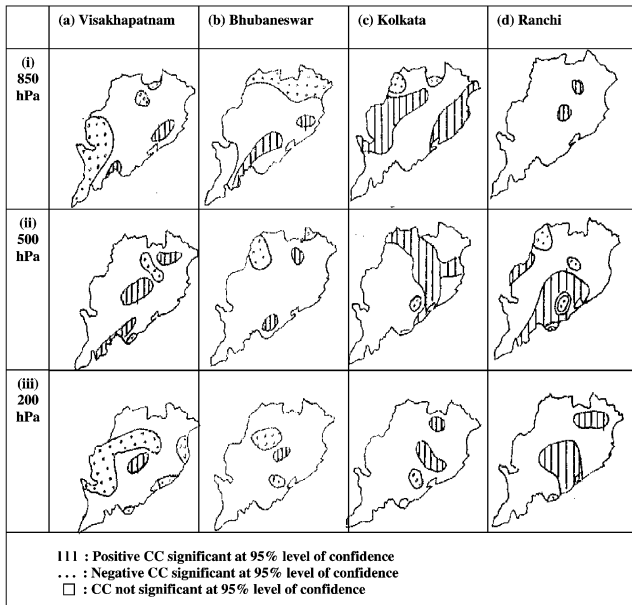 (a) Visakhapatnam (b) Bhubaneswar (c) Kolkata (d) Ranchi
(i)
850
hPa
(ii)
500
hPa
(iii)
200
hPa
111 : Positive CC significant at 95% level of confidence
... : Negative CC significant at 95% level of confidence
□ : CC not significant at 95% level of confidence